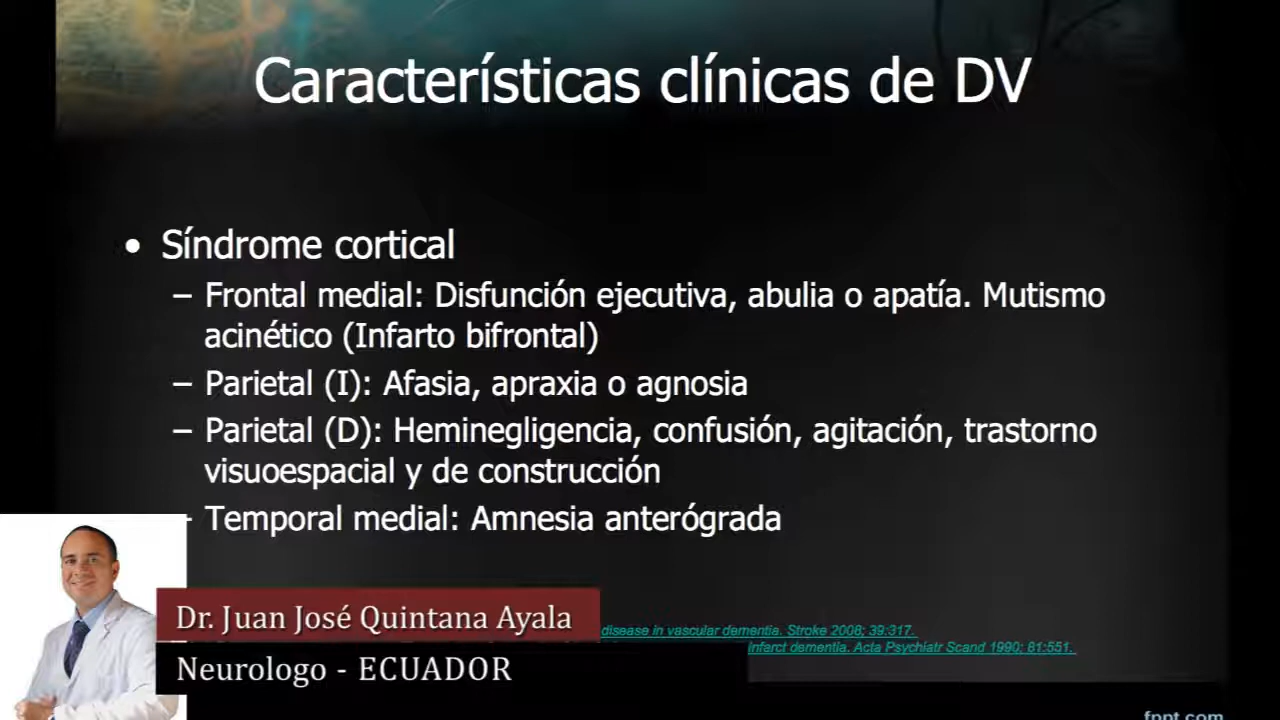 Características clínicas de DV
• Síndrome cortical
– Frontal medial: Disfunción ejecutiva, abulia o apatía. Mutismo
acinético (Infarto bifrontal)
– Parietal (I): Afasia, apraxia o agnosia
– Parietal (D): Heminegligencia, confusión, agitación, trastorno
visuoespacial y de construcción
- Temporal medial: Amnesia anterógrada
Dr. Juan José Quintana Ayala
disease in vascular dementia. Stroke 2008; 39:317.
infarct dementia. Acta Psychiatr Scand 1990; 81:551.
Neurologo - ECUADOR
fppt.com